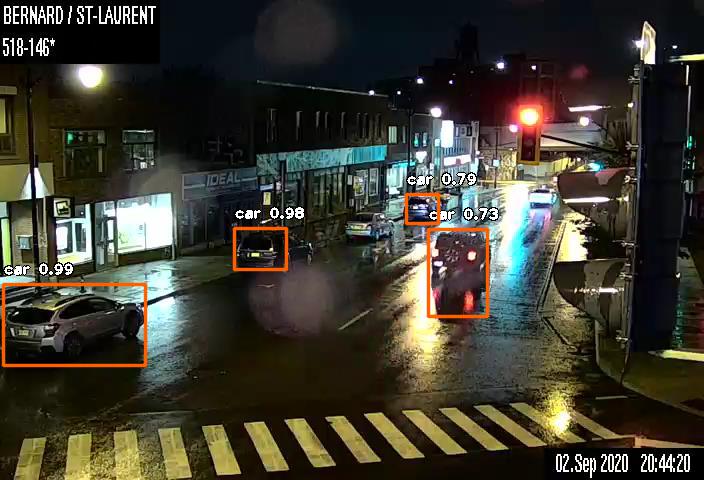 BERNARD / ST-LAURENT
518-146*
IDEAL
car 0.79
car 0.98
car 0.73
car 0.99
02.Sep 2020 20:44:20